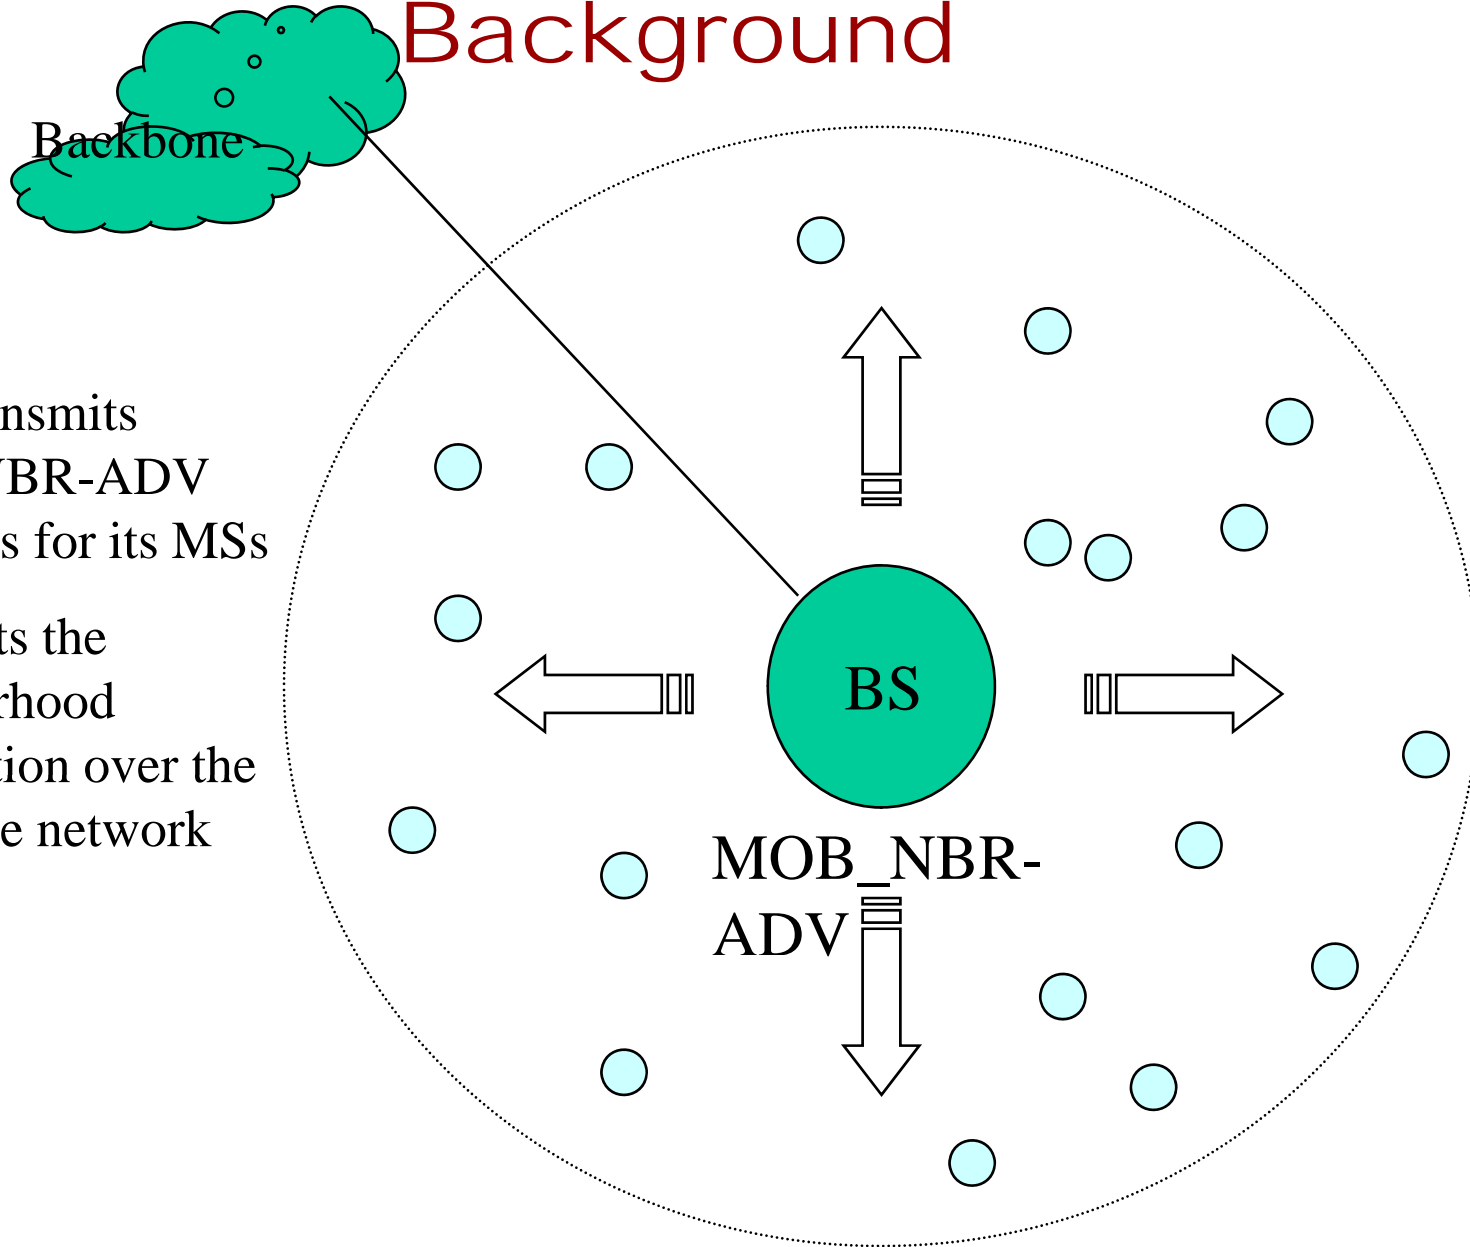 Background
Backbone
nsmits
BR-ADV
s for its MSs
ts the
rhood
tion over the
e network
BS
MOB_NBR-
ADV